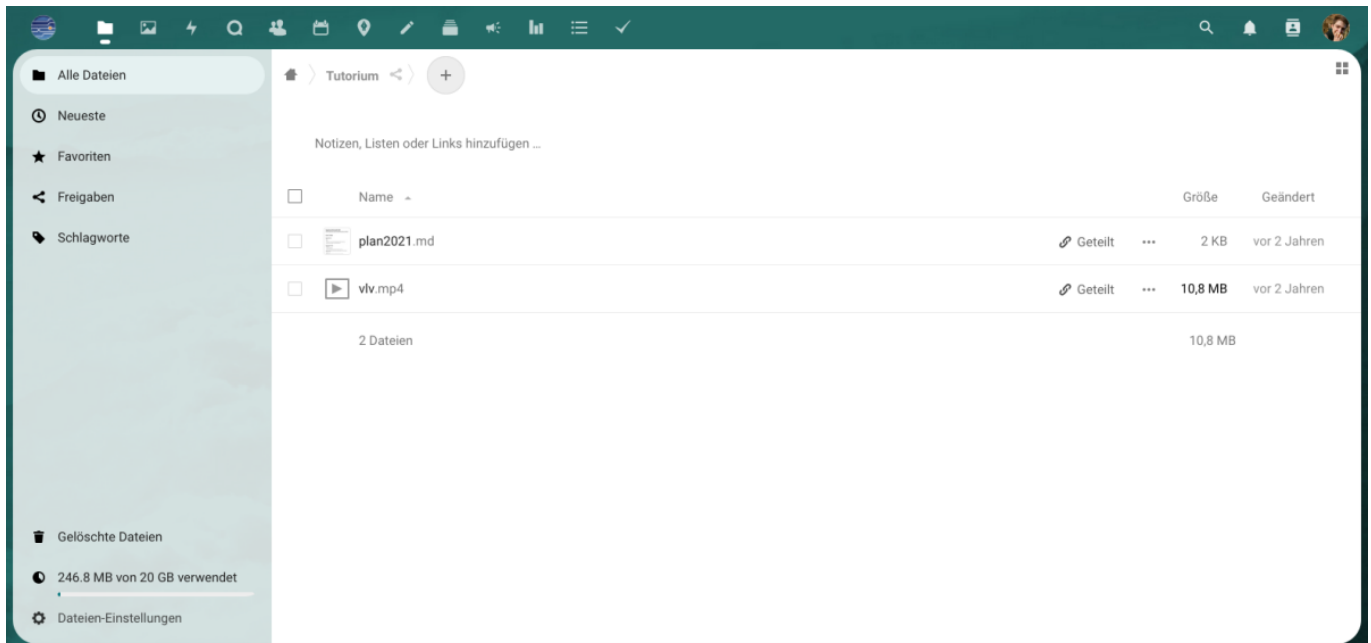 Alle Dateien
Tutorium
Neueste
Notizen, Listen oder Links hinzufügen …
Favoriten
Freigaben
Name Größe Geändert
Schlagworte
plan2021.md Geteilt 2 KB vor 2 Jahren
vlv.mp4 Geteilt 10,8 MB vor 2 Jahren
2 Dateien 10,8 MB
Gelöschte Dateien
246.8 MB von 20 GB verwendet
Dateien-Einstellungen